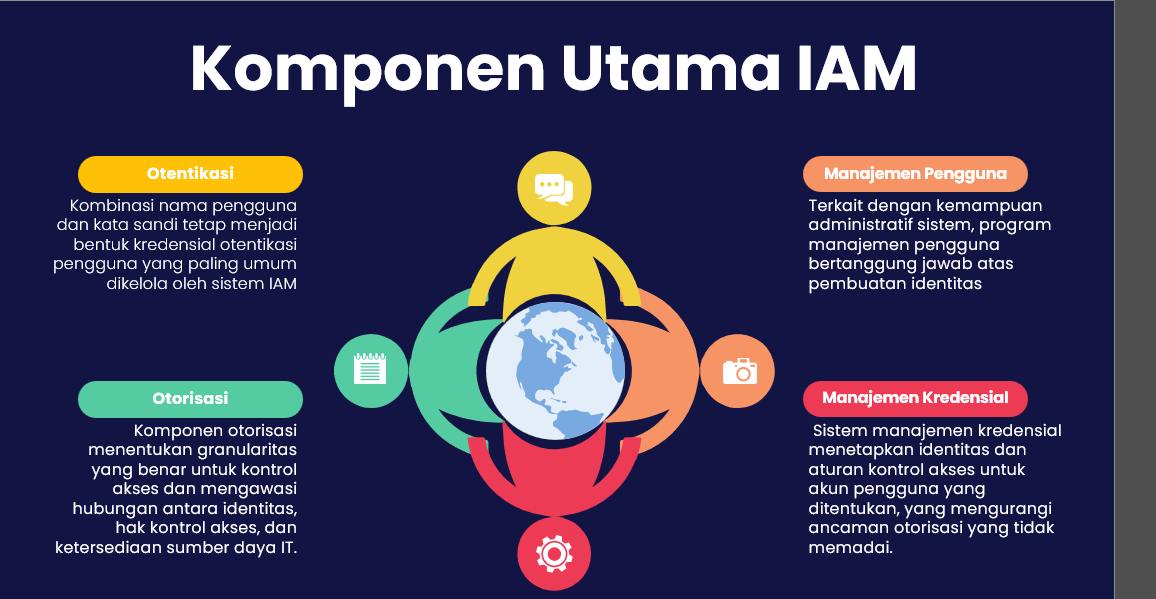 Komponen Utama IAM
Otentikasi
Kombinasi nama pengguna
dan kata sandi tetap menjadi
bentuk kredensial otentikasi
pengguna yang paling umum
dikelola oleh sistem IAM
Manajemen Pengguna
Terkait dengan kemampuan
administratif sistem, program
manajemen pengguna
bertanggung jawab atas
pembuatan identitas
Otorisasi
Komponen otorisasi
menentukan granularitas
yang benar untuk kontrol
akses dan mengawasi
hubungan antara identitas,
hak kontrol akses, dan
ketersediaan sumber daya IT.
Manajemen Kredensial
Sistem manajemen kredensial
menetapkan identitas dan
aturan kontrol akses untuk
akun pengguna yang
ditentukan, yang mengurangi
ancaman otorisasi yang tidak
memadai.